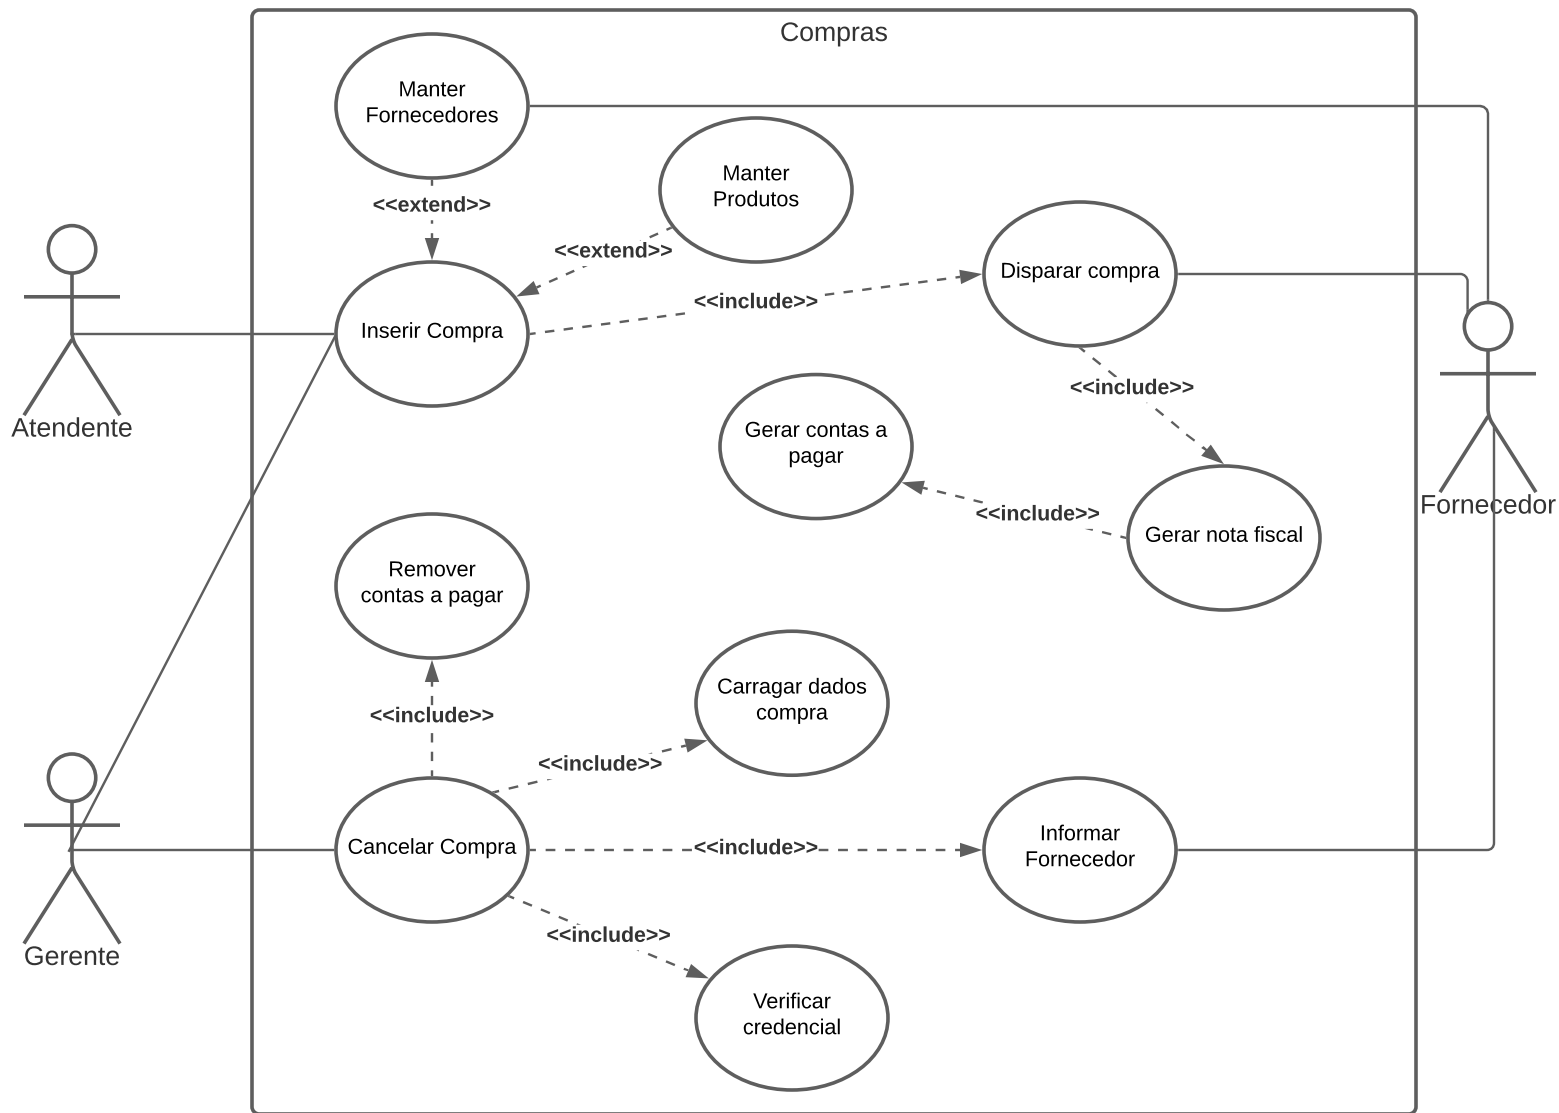 Compras
Manter
Fornecedores
Manter
Produtos
<<extend>>
<<extend>>
Disparar compra
<<include>>
Inserir Compra
<<include>>
Atendente
Gerar contas a
pagar
<<include>>
Gerar nota fiscal
Fornecedor
Remover
contas a pagar
Carragar dados
compra
<<include>>
<<include>>
Cancelar Compra
<<include>>
Informar
Fornecedor
Gerente
<<include>>
Verificar
credencial